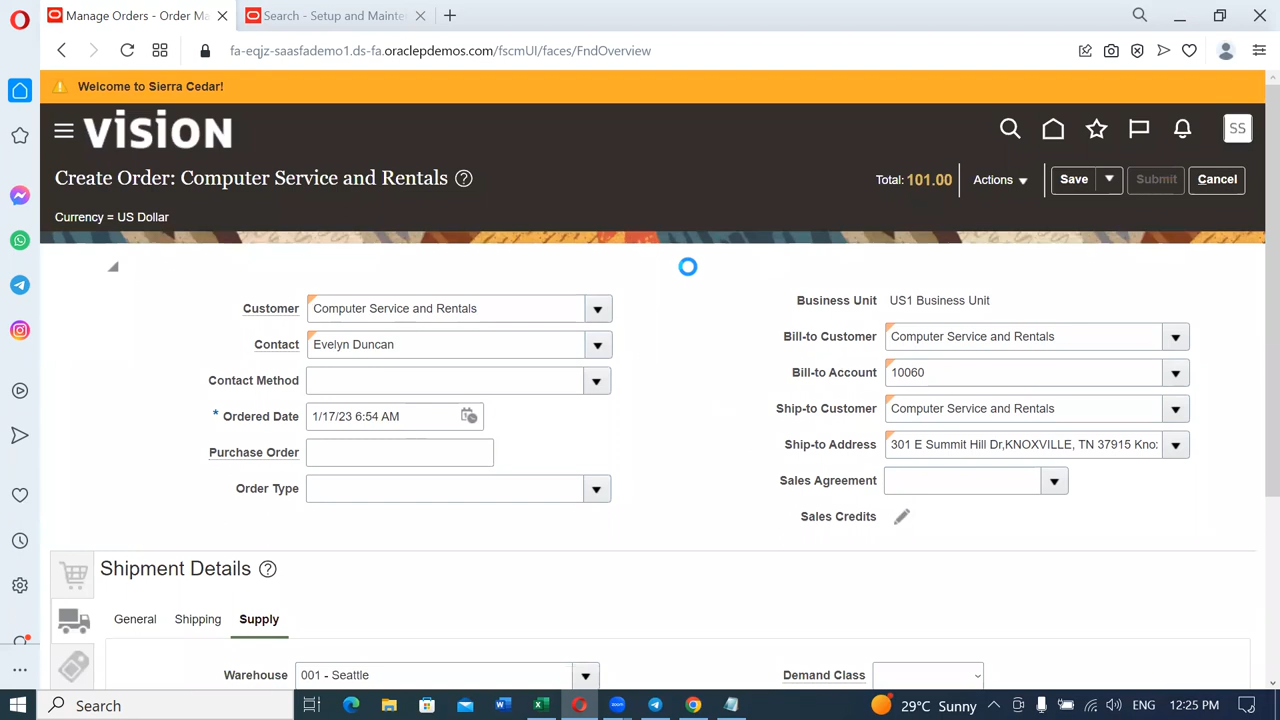 Manage Orders - Order Ma
Search - Setup and Mainte
fa-eqjz-saasfademo1.ds-fa.oraclepdemos.com/fscmUI/faces/FndOverview
Welcome to Sierra Cedar!
VISION
SS
Create Order: Computer Service and Rentals
Total: 101.00
Actions
Save
Submit
Cancel
Currency = US Dollar
Customer Computer Service and Rentals
Contact Evelyn Duncan
Contact Method
* Ordered Date 1/17/23 6:54 AM
Purchase Order
Order Type
Business Unit US1 Business Unit
Bill-to Customer Computer Service and Rentals
Bill-to Account 10060
Ship-to Customer Computer Service and Rentals
Ship-to Address 301 E Summit Hill Dr,KNOXVILLE, TN 37915 Kno:
Sales Agreement
Sales Credits
Shipment Details
General Shipping Supply
Warehouse 001 - Seattle
Demand Class
Search
29°C Sunny
ENG
12:25 PM